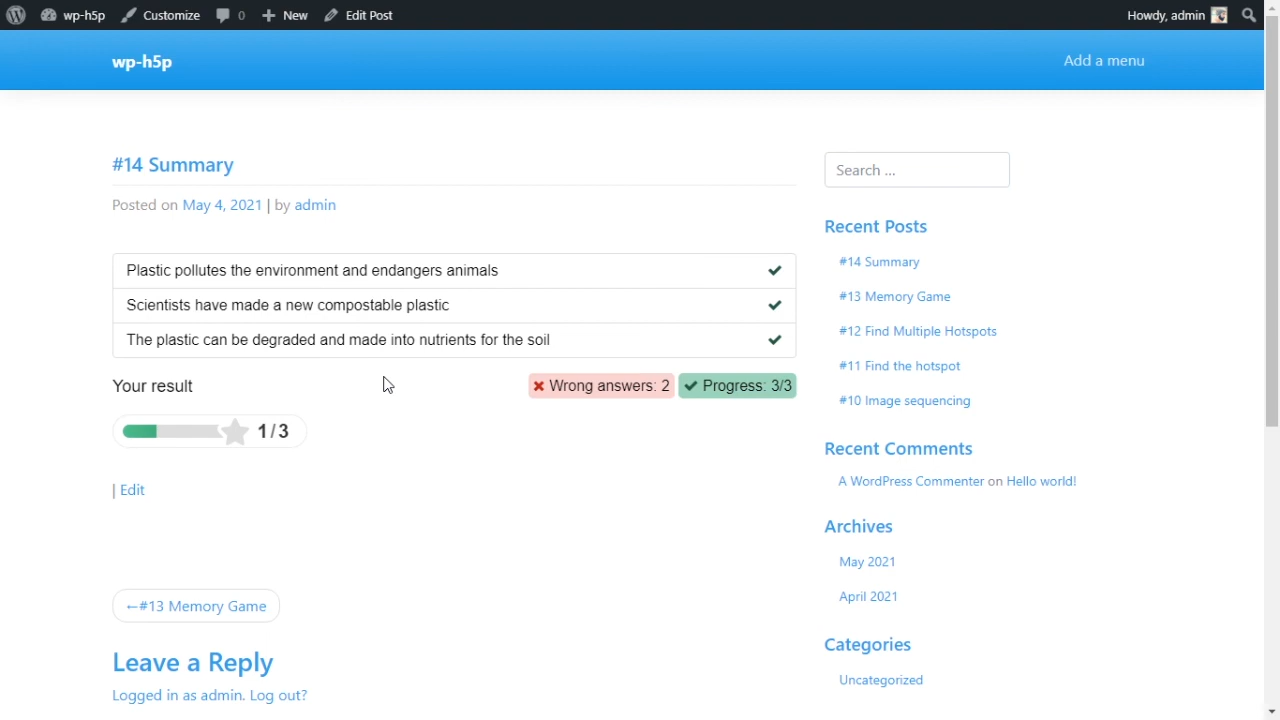 wp-h5p Customize 0 New Edit Post Howdy, admin
wp-h5p Add a menu
#14 Summary
Posted on May 4, 2021 | by admin
Plastic pollutes the environment and endangers animals
Scientists have made a new compostable plastic
The plastic can be degraded and made into nutrients for the soil
Your result Wrong answers: 2 Progress: 3/3
1/3
| Edit
←#13 Memory Game
Leave a Reply
Logged in as admin. Log out?
Search …
Recent Posts
#14 Summary
#13 Memory Game
#12 Find Multiple Hotspots
#11 Find the hotspot
#10 Image sequencing
Recent Comments
A WordPress Commenter on Hello world!
Archives
May 2021
April 2021
Categories
Uncategorized